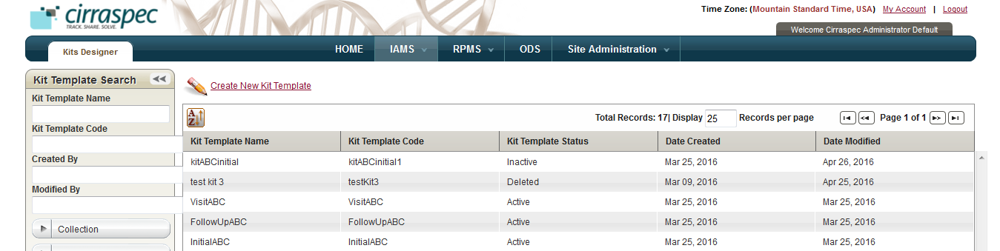 cirraspec
TRACK. SHARE. SOLVE.
Time Zone: (Mountain Standard Time, USA) My Account | Logout
Welcome Cirraspec Administrator Default
Kits Designer
HOME IAMS RPMS ODS Site Administration
Kit Template Search
Kit Template Name
Kit Template Code
Created By
Modified By
Collection
Create New Kit Template
A Z
Total Records: 17| Display 25 Records per page Page 1 of 1
Kit Template Name Kit Template Code Kit Template Status Date Created Date Modified
kitABCinitial kitABCinitial1 Inactive Mar 25, 2016 Apr 26, 2016
test kit 3 testKit3 Deleted Mar 09, 2016 Apr 25, 2016
VisitABC VisitABC Active Mar 25, 2016 Mar 25, 2016
FollowUpABC FollowUpABC Active Mar 25, 2016 Mar 25, 2016
InitialABC InitialABC Active Mar 25, 2016 Mar 25, 2016